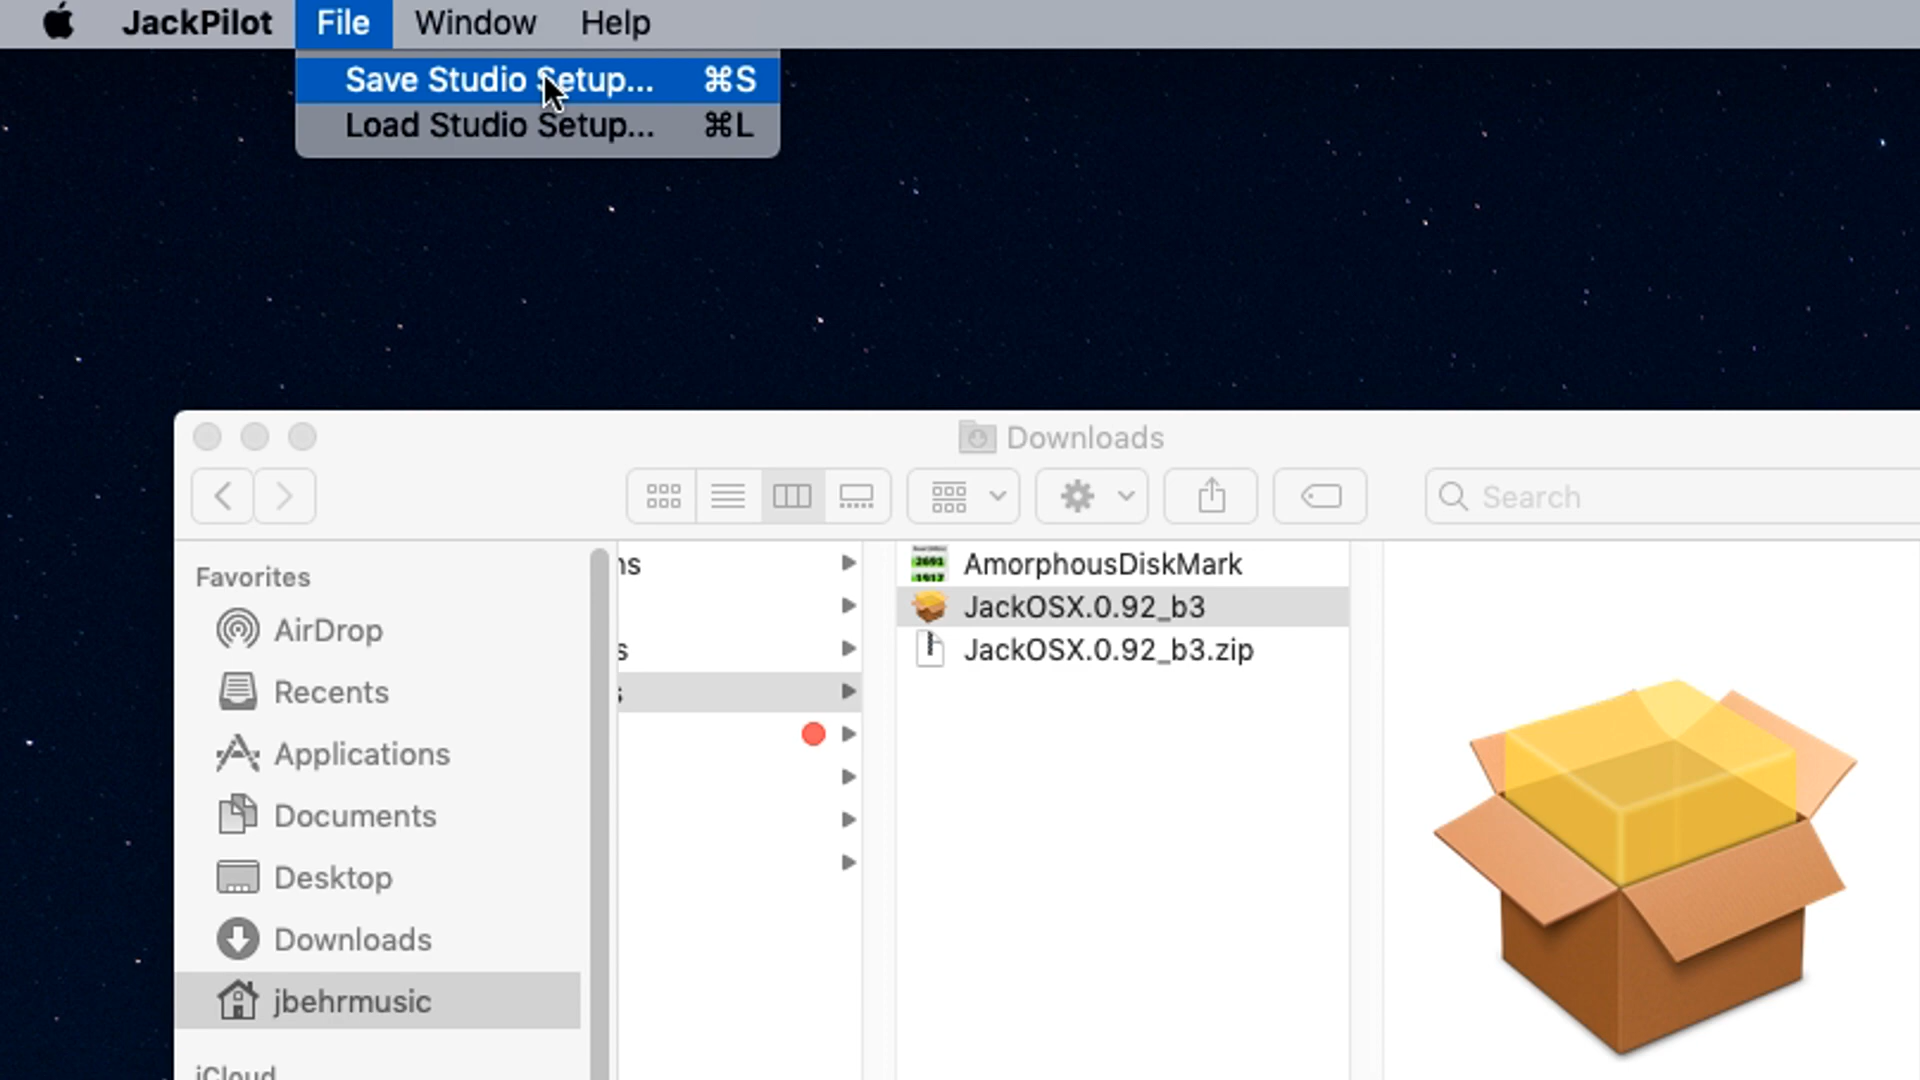 JackPilot File Window Help
Save Studio Setup... ⌘S
Load Studio Setup... ⌘L
Downloads
Search
Favorites
AirDrop
Recents
Applications
Documents
Desktop
Downloads
jbehrmusic
iCloud
ns
s
s
AmorphousDiskMark
JackOSX.0.92_b3
JackOSX.0.92_b3.zip